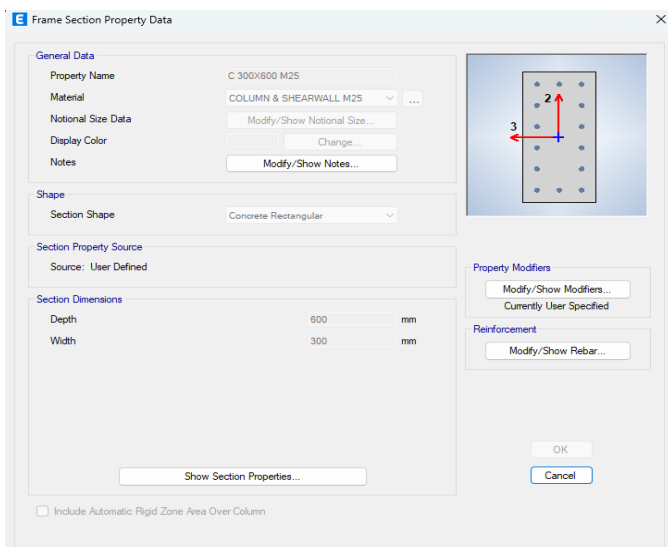 E Frame Section Property Data
General Data
Property Name C 300X600 M25
Material COLUMN & SHEARWALL M25 ...
Notional Size Data Modify/Show Notional Size...
Display Color Change...
Notes Modify/Show Notes...
Shape
Section Shape Concrete Rectangular
Section Property Source
Source: User Defined
Section Dimensions
Depth 600 mm
Width 300 mm
Show Section Properties...
Include Automatic Rigid Zone Area Over Column
2
3
Property Modifiers
Modify/Show Modifiers...
Currently User Specified
Reinforcement
Modify/Show Rebar...
OK
Cancel